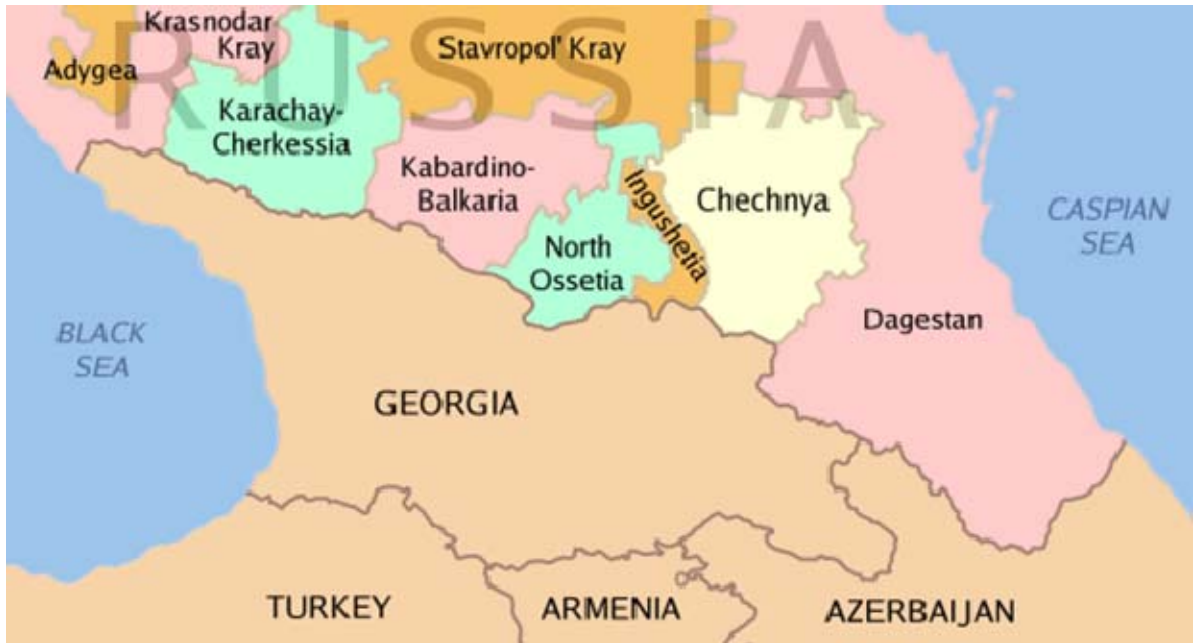 RUSSIA
Krasnodar
Kray
Stavropol' Kray
Adygea
Karachay-
Cherkessia
Kabardino-
Balkaria
Ingushetia
Chechnya
North
Ossetia
CASPIAN
SEA
Dagestan
BLACK
SEA
GEORGIA
TURKEY
ARMENIA
AZERBAIJAN